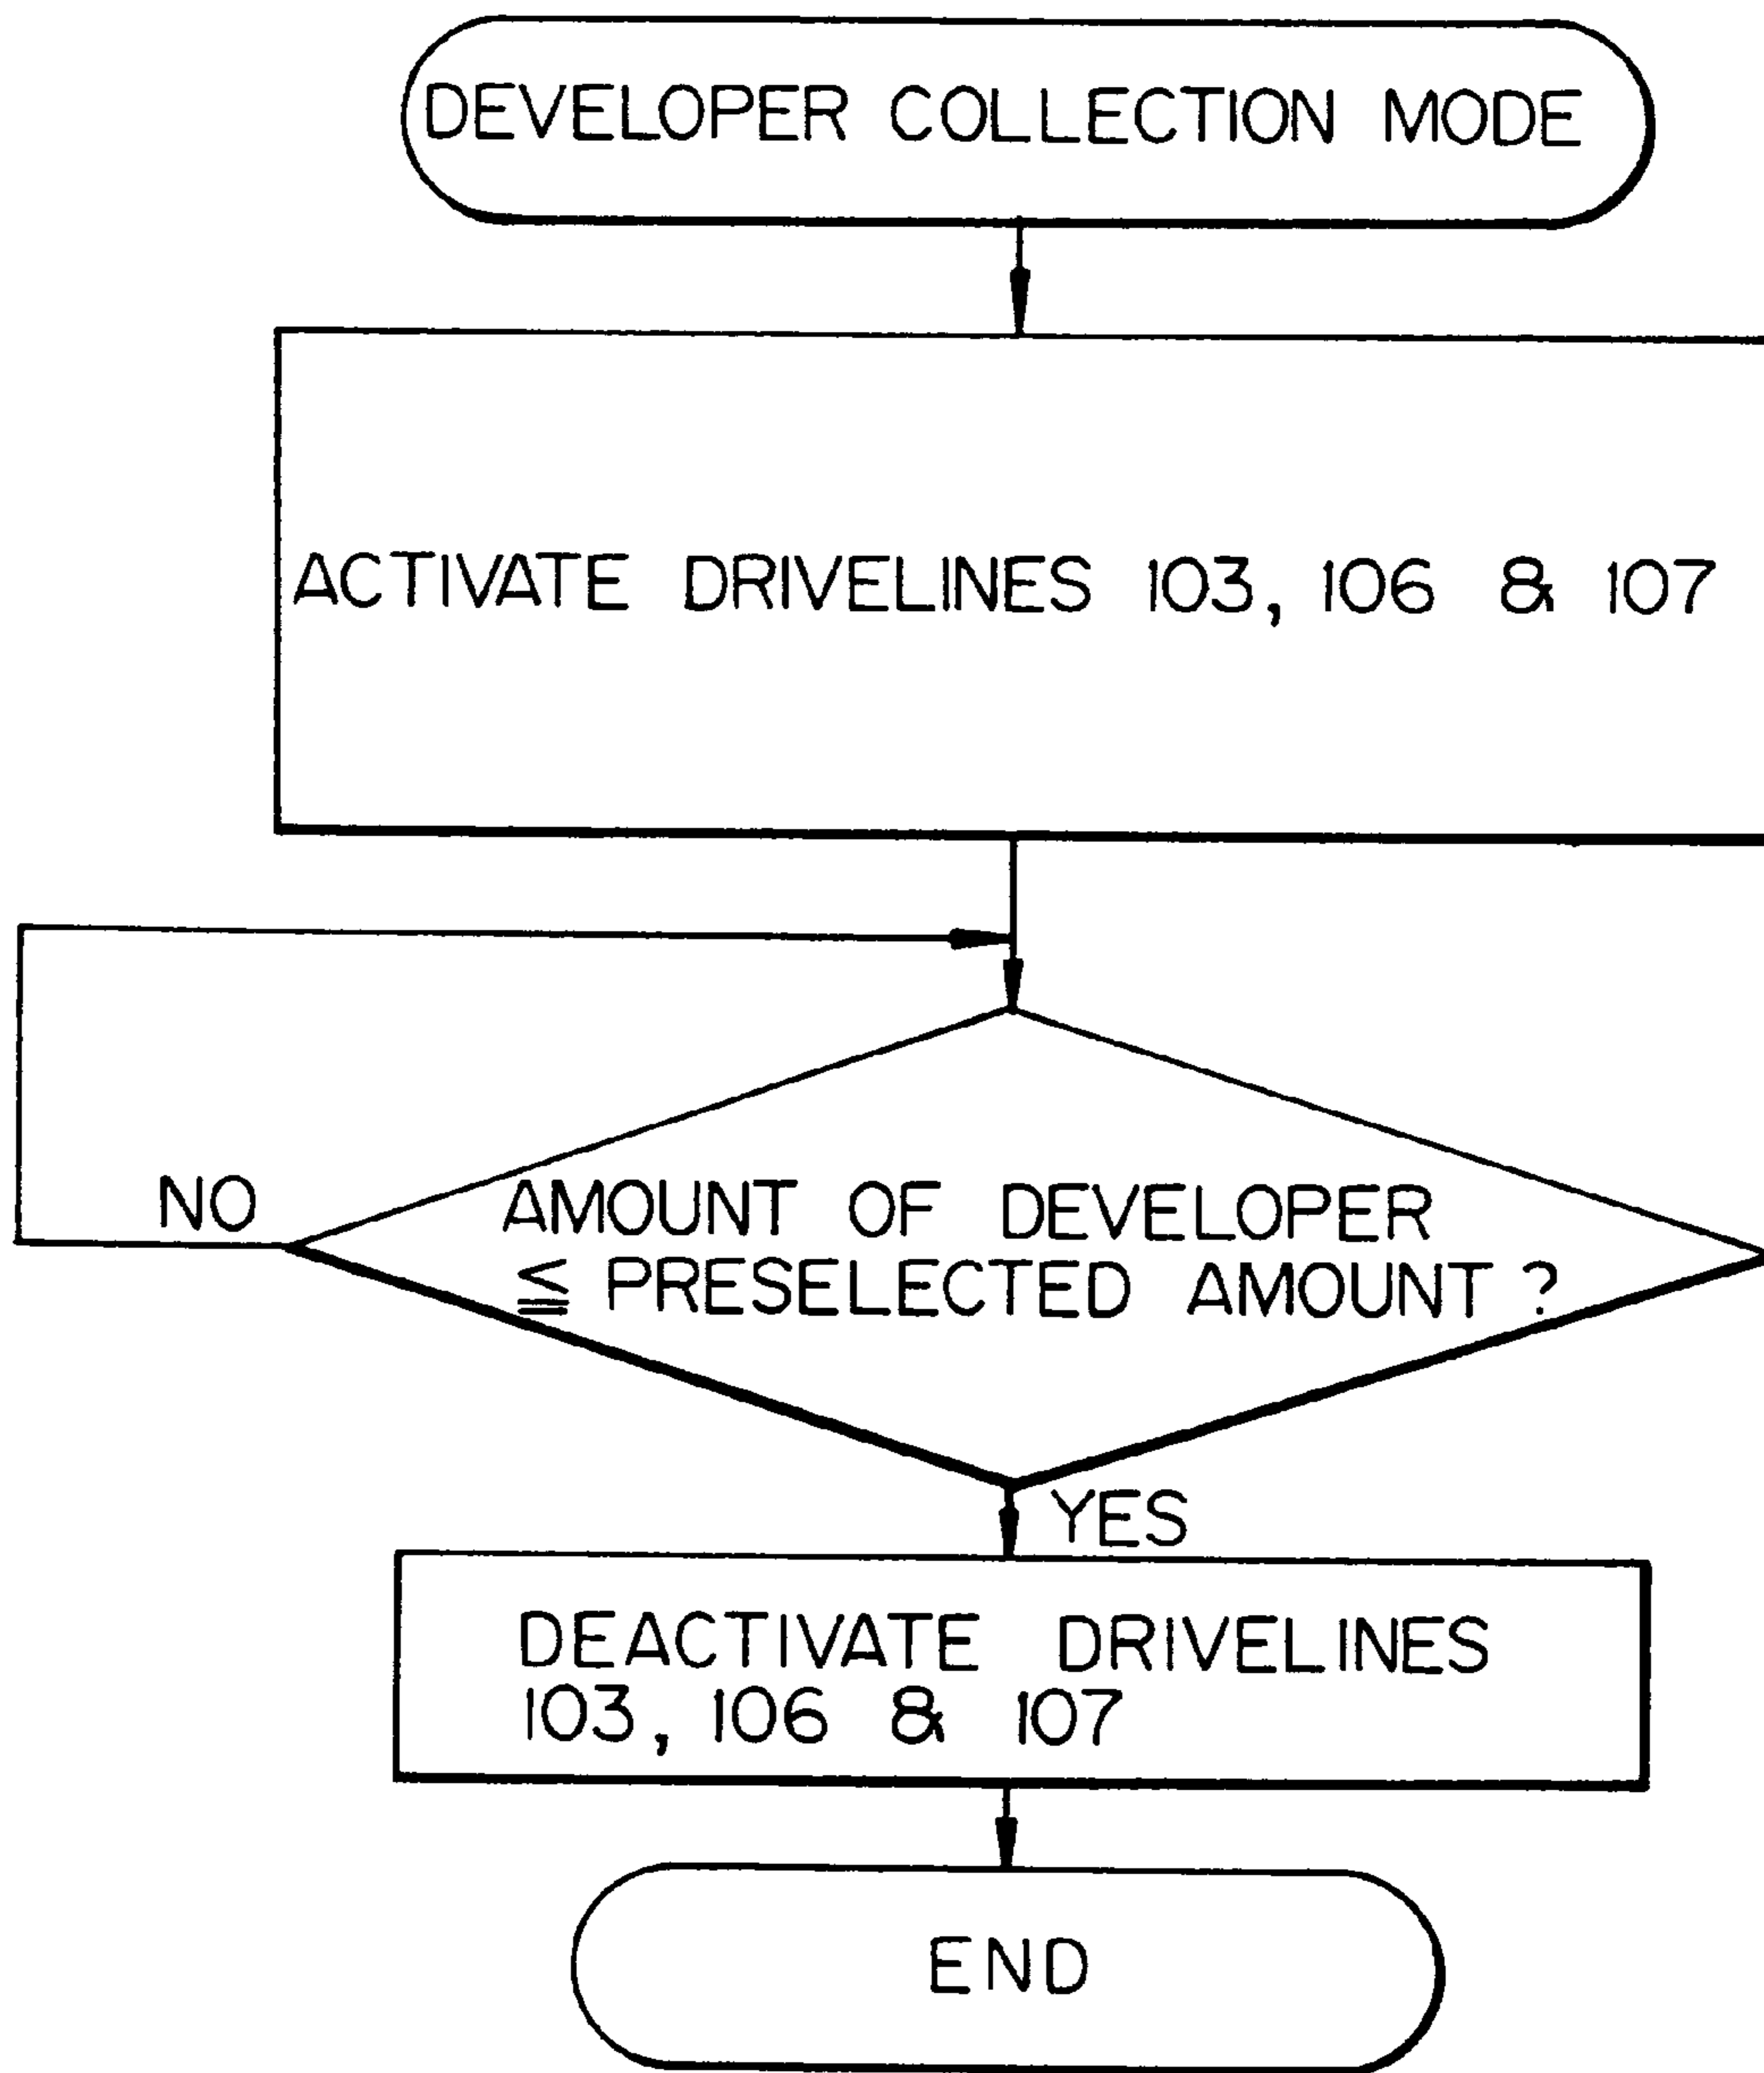 DEVELOPER COLLECTION MODE
ACTIVATE DRIVELINES 103, 106 & 107
NO
AMOUNT OF DEVELOPER
≦ PRESELECTED AMOUNT ?
YES
DEACTIVATE DRIVELINES
103, 106 & 107
END